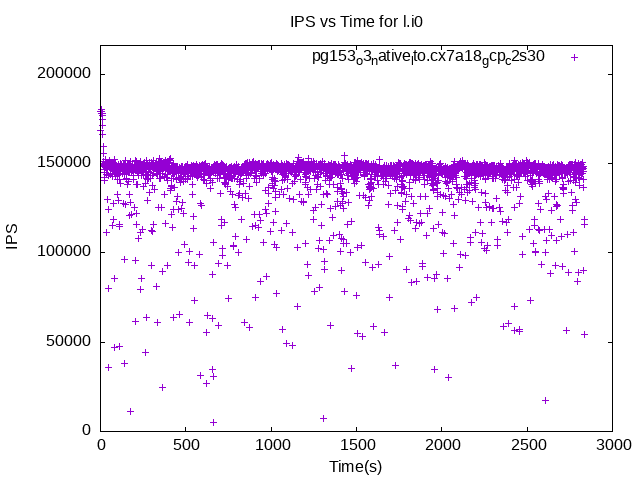 IPS vs Time for l.i0
pg153_o3_native_lto.cx7a18_gcp_c2s30
200000
150000
100000
50000
0
IPS
0 500 1000 1500 2000 2500 3000
Time(s)